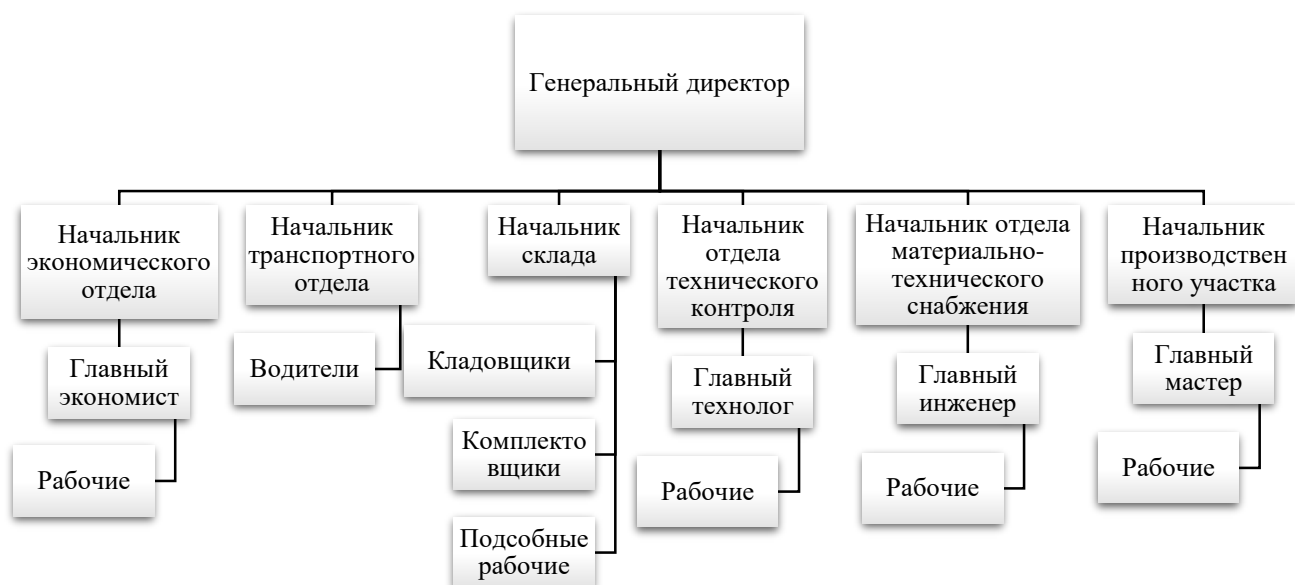 Генеральный директор
Начальник
экономического
отдела
Начальник
транспортного
отдела
Начальник
склада
Начальник
отдела
технического
контроля
Начальник отдела
материально-
технического
снабжения
Начальник
производствен
ного участка
Главный
экономист
Водители
Кладовщики
Главный
технолог
Главный
инженер
Главный
мастер
Рабочие
Комплекто
вщики
Рабочие
Рабочие
Рабочие
Подсобные
рабочие